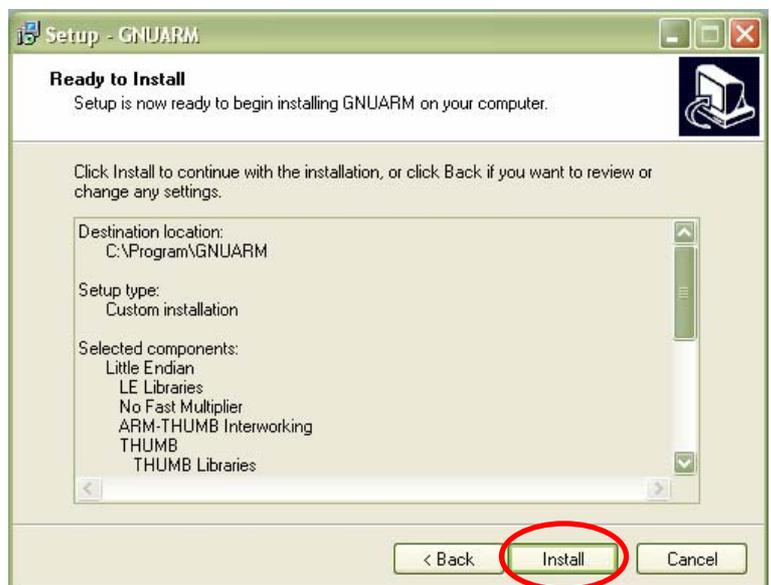 Setup - GNUARM
Ready to Install
Setup is now ready to begin installing GNUARM on your computer.
Click Install to continue with the installation, or click Back if you want to review or
change any settings.
Destination location:
C:\Program\GNUARM
Setup type:
Custom installation
Selected components:
Little Endian
LE Libraries
No Fast Multiplier
ARM-THUMB Interworking
THUMB
THUMB Libraries
< Back
Install
Cancel